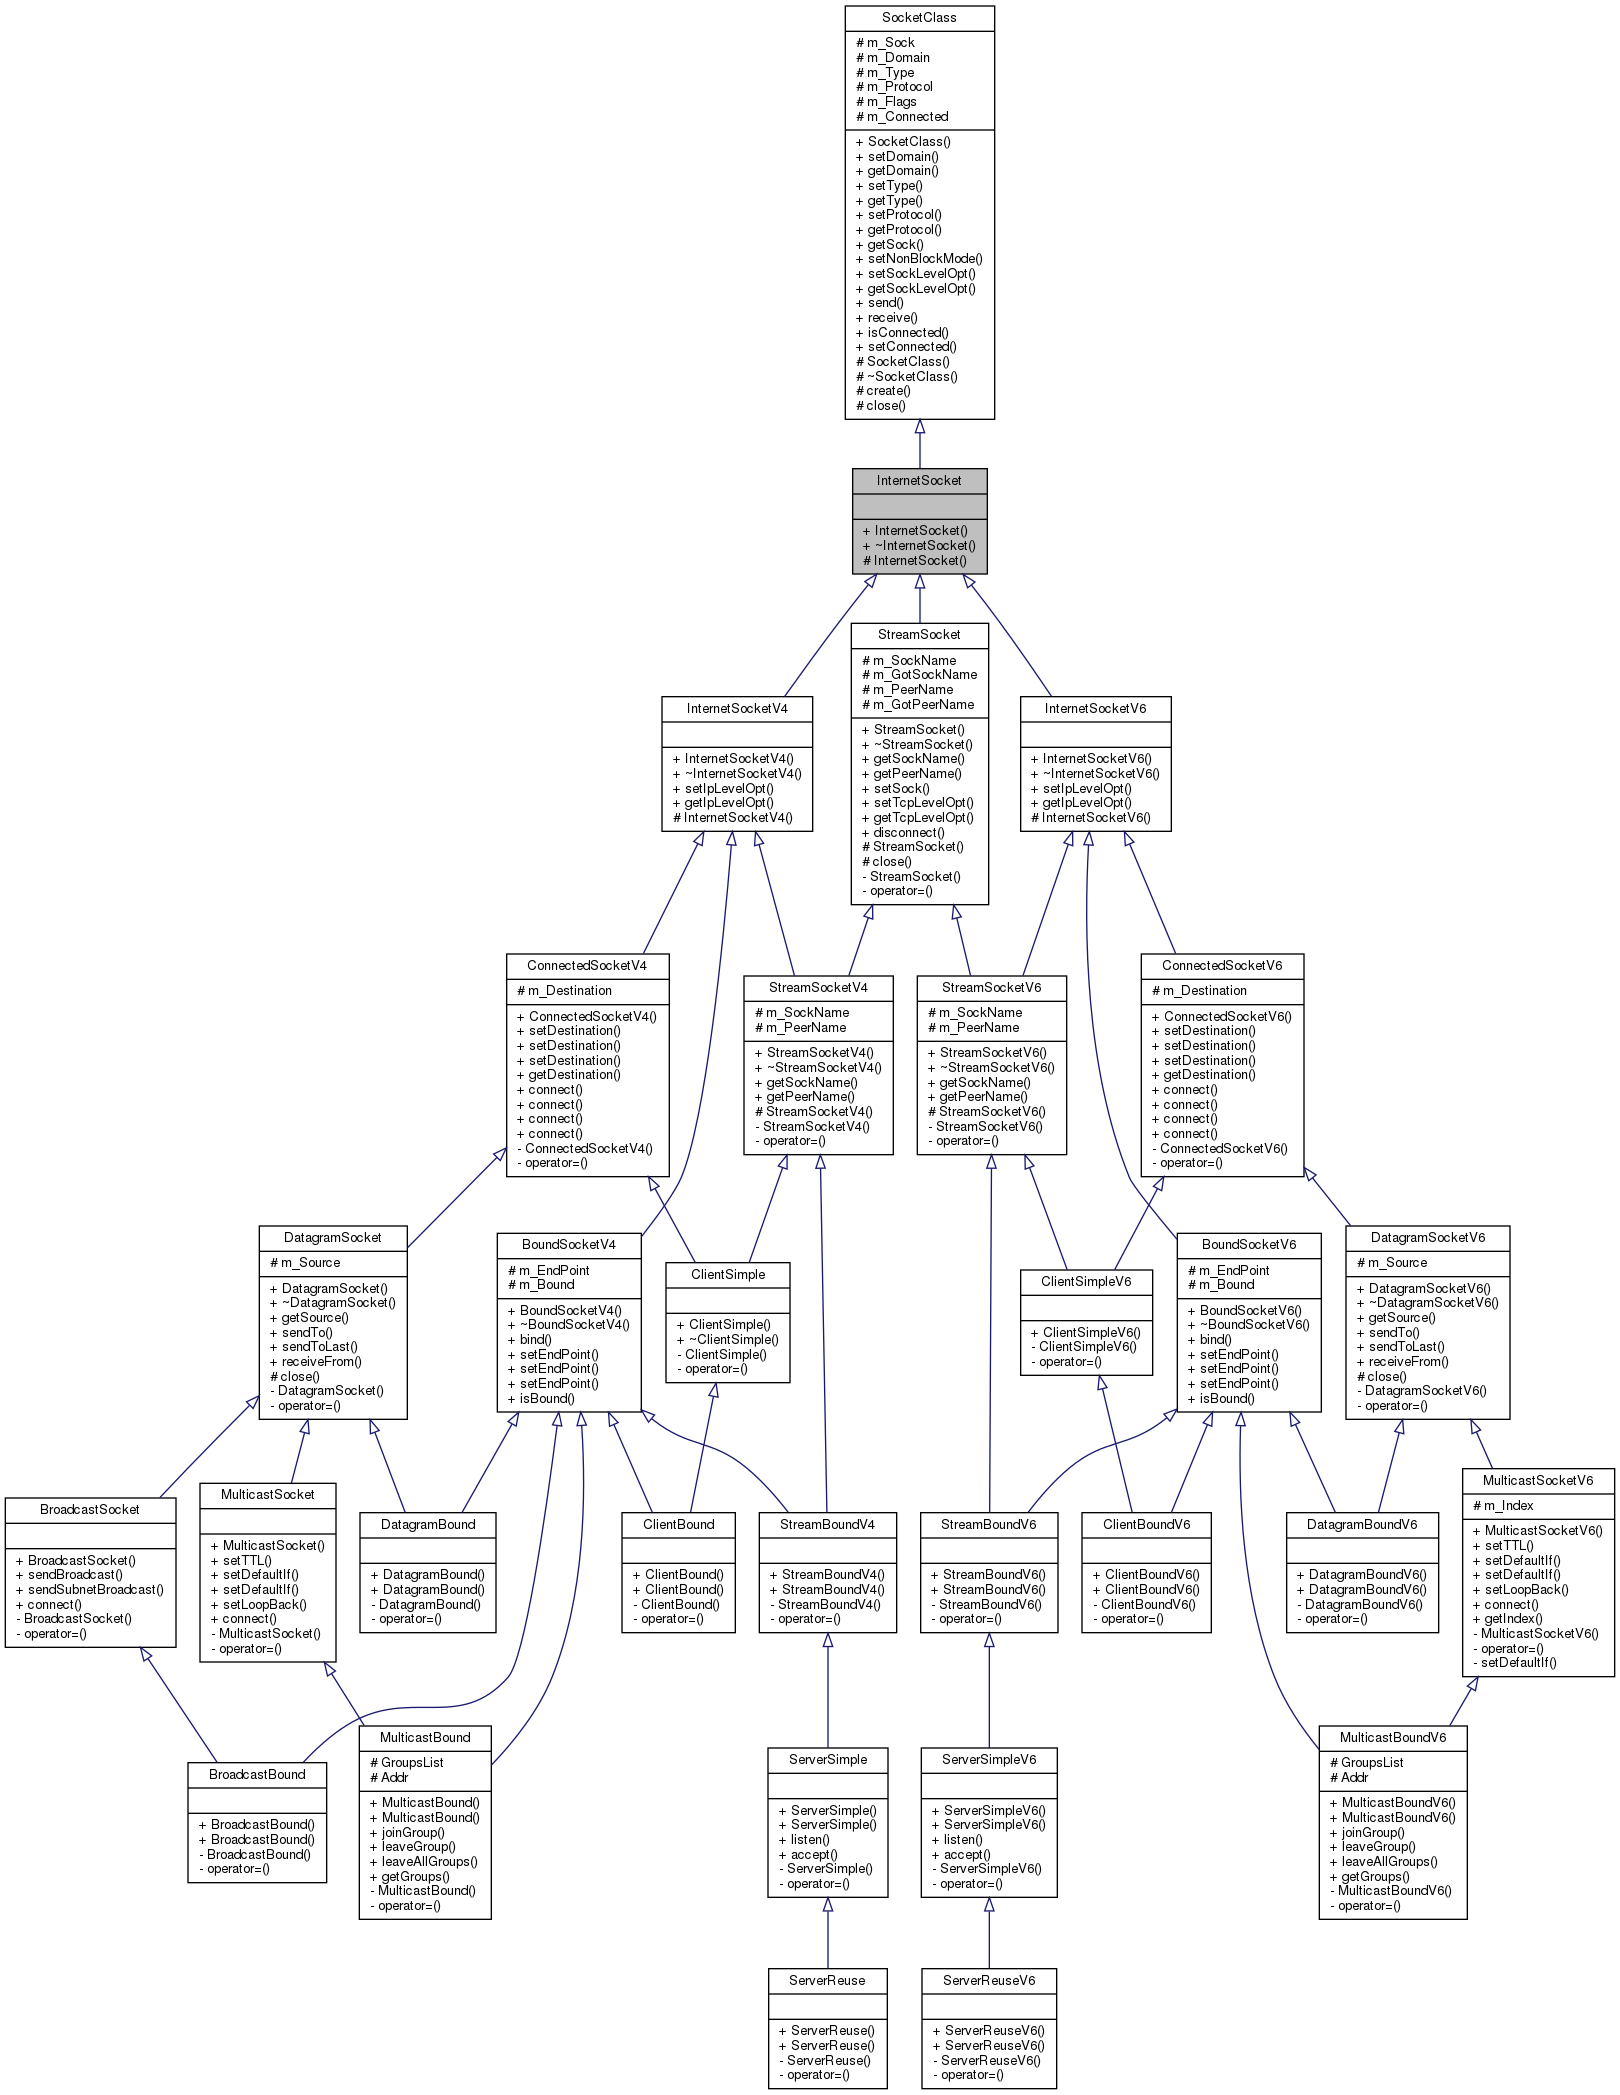 SocketClass
# m_Sock
# m_Domain
# m_Type
# m_Protocol
# m_Flags
# m_Connected
+ SocketClass()
+ setDomain()
+ getDomain()
+ setType()
+ getType()
+ setProtocol()
+ getProtocol()
+ getSock()
+ setNonBlockMode()
+ setSockLevelOpt()
+ getSockLevelOpt()
+ send()
+ receive()
+ isConnected()
+ setConnected()
# SocketClass()
# ~SocketClass()
# create()
# close()
InternetSocket
+ InternetSocket()
+ ~InternetSocket()
# InternetSocket()
InternetSocketV4
+ InternetSocketV4()
+ ~InternetSocketV4()
+ setIpLevelOpt()
+ getIpLevelOpt()
# InternetSocketV4()
StreamSocket
# m_SockName
# m_GotSockName
# m_PeerName
# m_GotPeerName
+ StreamSocket()
+ ~StreamSocket()
+ getSockName()
+ getPeerName()
+ setSock()
+ setTcpLevelOpt()
+ getTcpLevelOpt()
+ disconnect()
# StreamSocket()
# close()
- StreamSocket()
- operator=()
InternetSocketV6
+ InternetSocketV6()
+ ~InternetSocketV6()
+ setIpLevelOpt()
+ getIpLevelOpt()
# InternetSocketV6()
ConnectedSocketV4
# m_Destination
+ ConnectedSocketV4()
+ setDestination()
+ setDestination()
+ setDestination()
+ getDestination()
+ connect()
+ connect()
+ connect()
+ connect()
- ConnectedSocketV4()
- operator=()
StreamSocketV4
# m_SockName
# m_PeerName
+ StreamSocketV4()
+ ~StreamSocketV4()
+ getSockName()
+ getPeerName()
# StreamSocketV4()
- StreamSocketV4()
- operator=()
StreamSocketV6
# m_SockName
# m_PeerName
+ StreamSocketV6()
+ ~StreamSocketV6()
+ getSockName()
+ getPeerName()
# StreamSocketV6()
- StreamSocketV6()
- operator=()
ConnectedSocketV6
# m_Destination
+ ConnectedSocketV6()
+ setDestination()
+ setDestination()
+ setDestination()
+ getDestination()
+ connect()
+ connect()
+ connect()
+ connect()
- ConnectedSocketV6()
- operator=()
DatagramSocket
# m_Source
+ DatagramSocket()
+ ~DatagramSocket()
+ getSource()
+ sendTo()
+ sendToLast()
+ receiveFrom()
# close()
- DatagramSocket()
- operator=()
BoundSocketV4
# m_EndPoint
# m_Bound
+ BoundSocketV4()
+ ~BoundSocketV4()
+ bind()
+ setEndPoint()
+ setEndPoint()
+ setEndPoint()
+ isBound()
ClientSimple
+ ClientSimple()
+ ~ClientSimple()
- ClientSimple()
- operator=()
ClientSimpleV6
+ ClientSimpleV6()
- ClientSimpleV6()
- operator=()
BoundSocketV6
# m_EndPoint
# m_Bound
+ BoundSocketV6()
+ ~BoundSocketV6()
+ bind()
+ setEndPoint()
+ setEndPoint()
+ setEndPoint()
+ isBound()
DatagramSocketV6
# m_Source
+ DatagramSocketV6()
+ ~DatagramSocketV6()
+ getSource()
+ sendTo()
+ sendToLast()
+ receiveFrom()
# close()
- DatagramSocketV6()
- operator=()
BroadcastSocket
+ BroadcastSocket()
+ sendBroadcast()
+ sendSubnetBroadcast()
+ connect()
- BroadcastSocket()
- operator=()
MulticastSocket
+ MulticastSocket()
+ setTTL()
+ setDefaultIf()
+ setDefaultIf()
+ setLoopBack()
+ connect()
- MulticastSocket()
- operator=()
DatagramBound
+ DatagramBound()
+ DatagramBound()
- DatagramBound()
- operator=()
ClientBound
+ ClientBound()
+ ClientBound()
- ClientBound()
- operator=()
StreamBoundV4
+ StreamBoundV4()
+ StreamBoundV4()
- StreamBoundV4()
- operator=()
StreamBoundV6
+ StreamBoundV6()
+ StreamBoundV6()
- StreamBoundV6()
- operator=()
ClientBoundV6
+ ClientBoundV6()
+ ClientBoundV6()
- ClientBoundV6()
- operator=()
DatagramBoundV6
+ DatagramBoundV6()
+ DatagramBoundV6()
- DatagramBoundV6()
- operator=()
MulticastSocketV6
# m_Index
+ MulticastSocketV6()
+ setTTL()
+ setDefaultIf()
+ setDefaultIf()
+ setLoopBack()
+ connect()
+ getIndex()
- MulticastSocketV6()
- operator=()
- setDefaultIf()
BroadcastBound
+ BroadcastBound()
+ BroadcastBound()
- BroadcastBound()
- operator=()
MulticastBound
# GroupsList
# Addr
+ MulticastBound()
+ MulticastBound()
+ joinGroup()
+ leaveGroup()
+ leaveAllGroups()
+ getGroups()
- MulticastBound()
- operator=()
ServerSimple
+ ServerSimple()
+ ServerSimple()
+ listen()
+ accept()
- ServerSimple()
- operator=()
ServerSimpleV6
+ ServerSimpleV6()
+ ServerSimpleV6()
+ listen()
+ accept()
- ServerSimpleV6()
- operator=()
MulticastBoundV6
# GroupsList
# Addr
+ MulticastBoundV6()
+ MulticastBoundV6()
+ joinGroup()
+ leaveGroup()
+ leaveAllGroups()
+ getGroups()
- MulticastBoundV6()
- operator=()
ServerReuse
+ ServerReuse()
+ ServerReuse()
- ServerReuse()
- operator=()
ServerReuseV6
+ ServerReuseV6()
+ ServerReuseV6()
- ServerReuseV6()
- operator=()